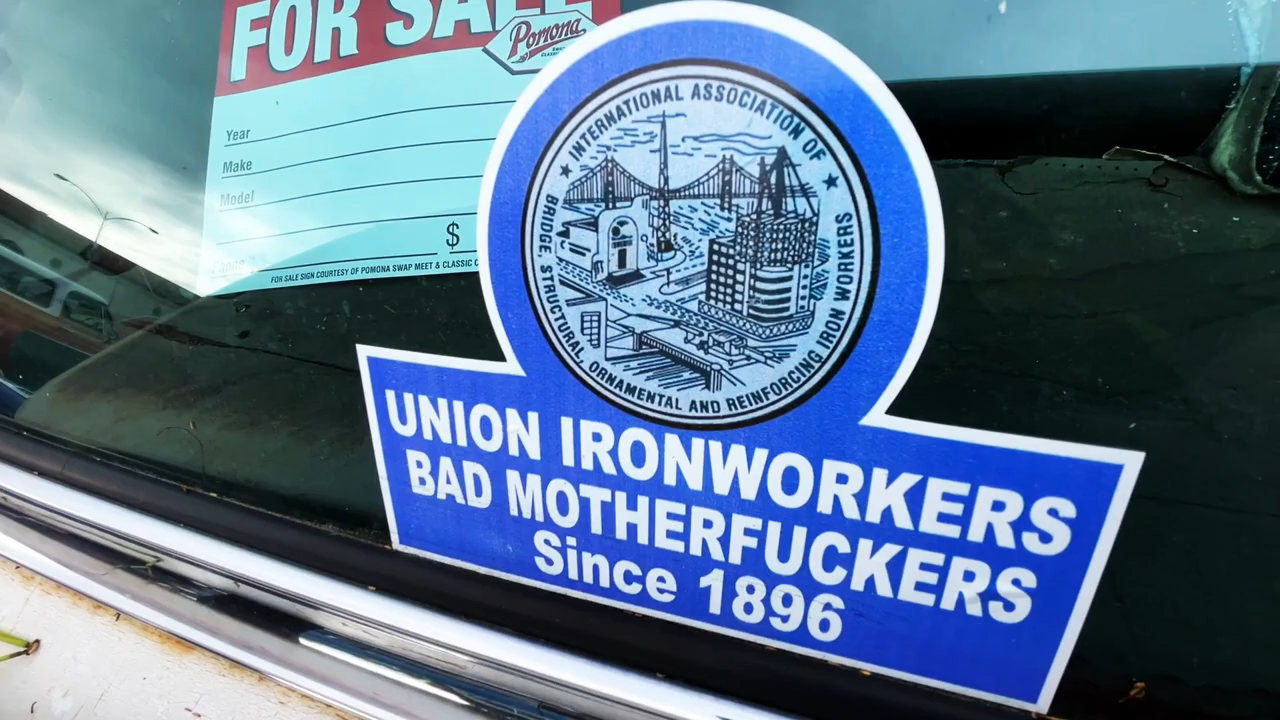 FOR SALE
Pomona
Year
Make
Model
$
FOR SALE SIGN COURTESY OF POMONA SWAP MEET & CLASSIC
INTERNATIONAL ASSOCIATION OF
BRIDGE, STRUCTURAL, ORNAMENTAL AND REINFORCING IRON WORKERS
UNION IRONWORKERS
BAD MOTHERFUCKERS
Since 1896